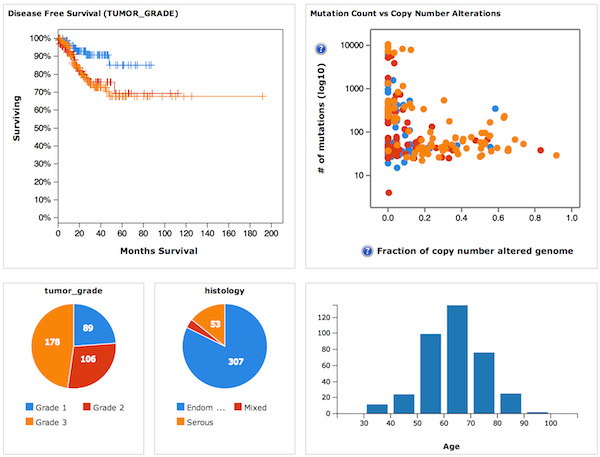 Disease Free Survival (TUMOR_GRADE)
100%
90%
80%
70%
60%
50%
40%
30%
20%
10%
0%
Surviving
0 20 40 60 80 100 120 140 160 180 200
Months Survival
Mutation Count vs Copy Number Alterations
?
# of mutations (log10)
10000
1000
100
10
0.0 0.2 0.4 0.6 0.8 1.0
? Fraction of copy number altered genome
tumor_grade
89
178
106
Grade 1 Grade 2
Grade 3
histology
53
307
Endom ... Mixed
Serous
120
100
80
60
40
20
0
30 40 50 60 70 80 90 100
Age